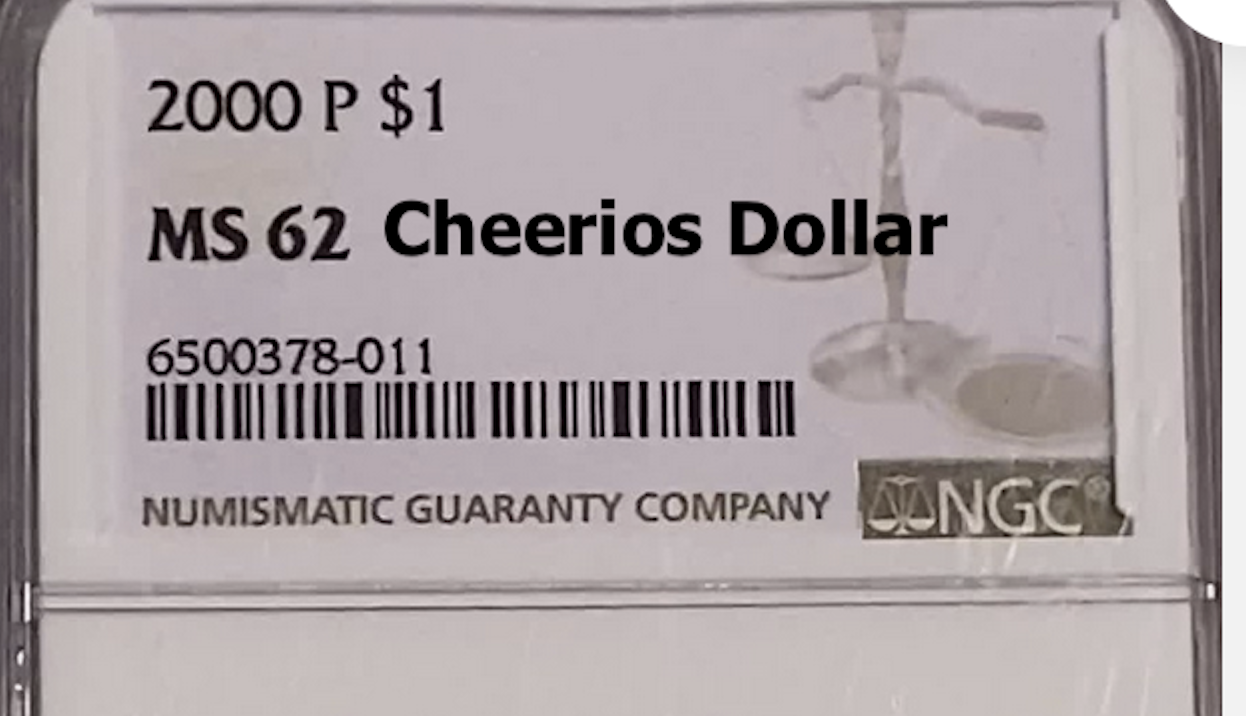 2000 P $1
MS 62 Cheerios Dollar
6500378-011
NUMISMATIC GUARANTY COMPANY
NGC®